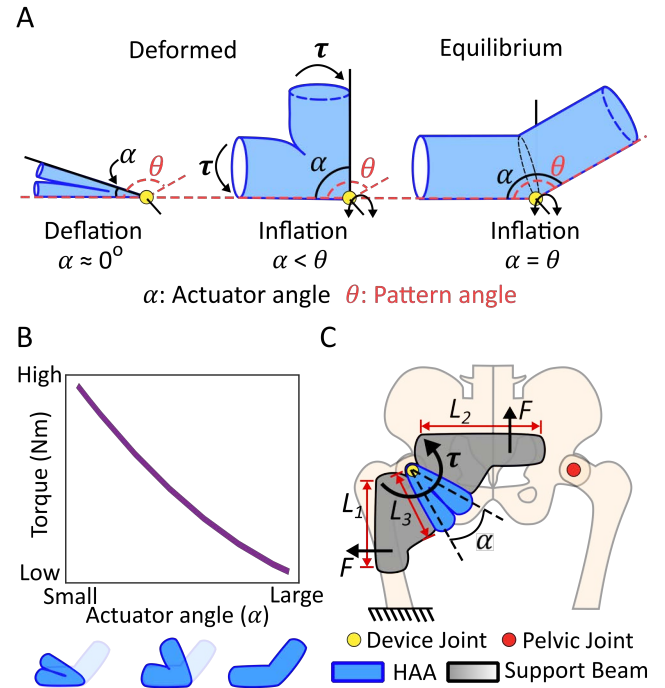 A
Deformed
Equilibrium
τ
τ
α
θ
α
θ
α
θ
Deflation
α ≈ 0°
Inflation
α < θ
Inflation
α = θ
α: Actuator angle θ: Pattern angle
B
High
Torque (Nm)
Low
Small
Large
Actuator angle (α)
C
L₂
F
τ
L₁
L₃
F
α
Device Joint
Pelvic Joint
HAA
Support Beam